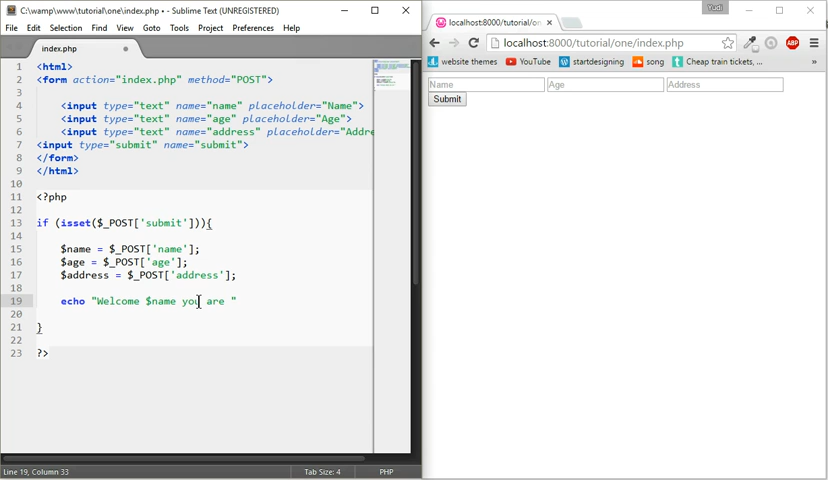 C:\wamp\www\tutorial\one\index.php • - Sublime Text (UNREGISTERED)
File Edit Selection Find View Goto Tools Project Preferences
index.php
1 <html>
2 <form action="index.php" method="POST">
3
4 <input type="text" name="name" placeholder="Name">
5 <input type="text" name="age" placeholder="Age">
6 <input type="text" name="address" placeholder="Addre
7 <input type="submit" name="submit">
8 </form>
9 </html>
10
11 <?php
12
13 if (isset($_POST['submit'])){
14
15 $name = $_POST['name'];
16 $age = $_POST['age'];
17 $address = $_POST['address'];
18
19 echo "Welcome $name you are "
20
21 }
22
23 ?>
Line 19, Column 33 Tab Size: 4 PHP
Yudi
localhost:8000/tutorial/on
localhost:8000/tutorial/one/index.php
ABP
website themes YouTube startdesigning song Cheap train tickets, ... »
Name Age Address
Submit